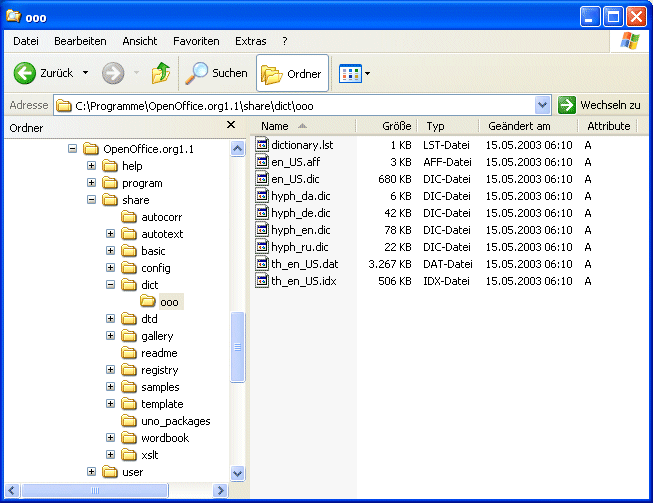 ooo
Datei Bearbeiten Ansicht Favoriten Extras ?
Zurück Suchen Ordner
Adresse C:\Programme\OpenOffice.org1.1\share\dict\ooo Wechseln zu
Ordner
OpenOffice.org1.1
help
program
share
autocorr
autotext
basic
config
dict
ooo
dtd
gallery
readme
registry
samples
template
uno_packages
wordbook
xslt
user
Name Größe Typ Geändert am Attribute
dictionary.lst 1 KB LST-Datei 15.05.2003 06:10 A
en_US.aff 3 KB AFF-Datei 15.05.2003 06:10 A
en_US.dic 680 KB DIC-Datei 15.05.2003 06:10 A
hyph_da.dic 6 KB DIC-Datei 15.05.2003 06:10 A
hyph_de.dic 42 KB DIC-Datei 15.05.2003 06:10 A
hyph_en.dic 78 KB DIC-Datei 15.05.2003 06:10 A
hyph_ru.dic 22 KB DIC-Datei 15.05.2003 06:10 A
th_en_US.dat 3.267 KB DAT-Datei 15.05.2003 06:10 A
th_en_US.idx 506 KB IDX-Datei 15.05.2003 06:10 A